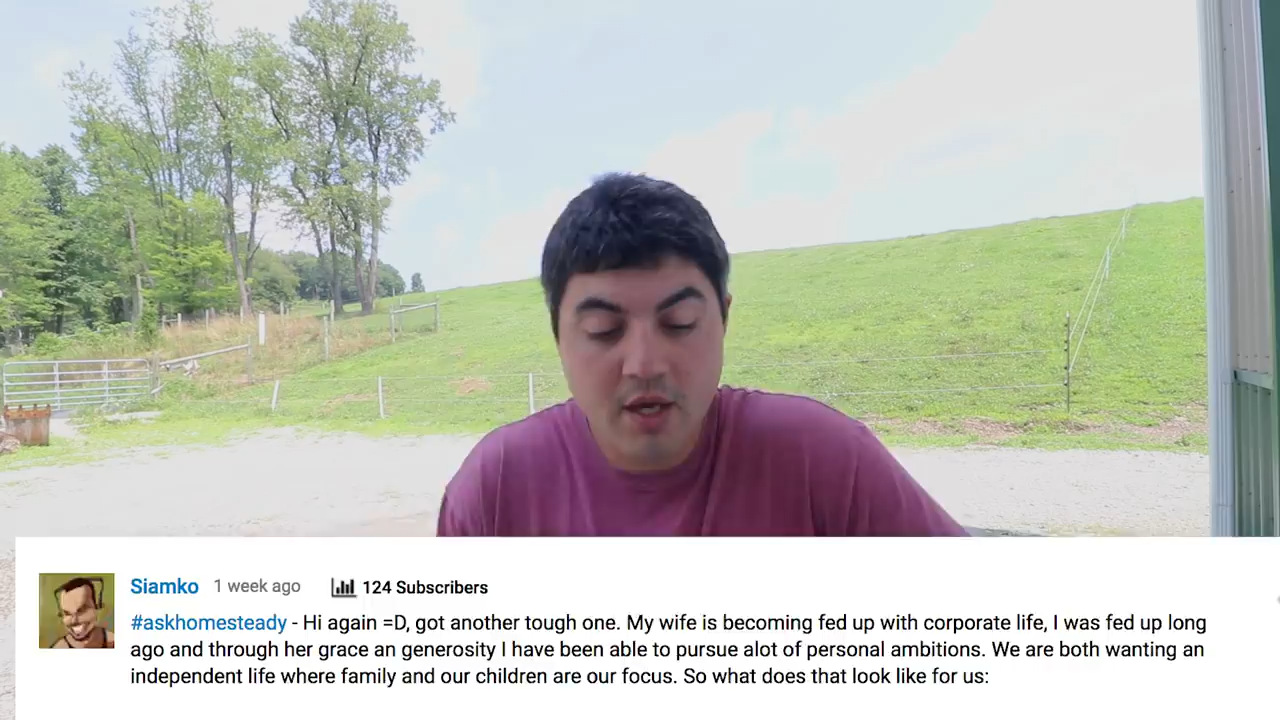 Siamko 1 week ago 124 Subscribers
#askhomesteady - Hi again =D, got another tough one. My wife is becoming fed up with corporate life, I was fed up long
ago and through her grace an generosity I have been able to pursue alot of personal ambitions. We are both wanting an
independent life where family and our children are our focus. So what does that look like for us: